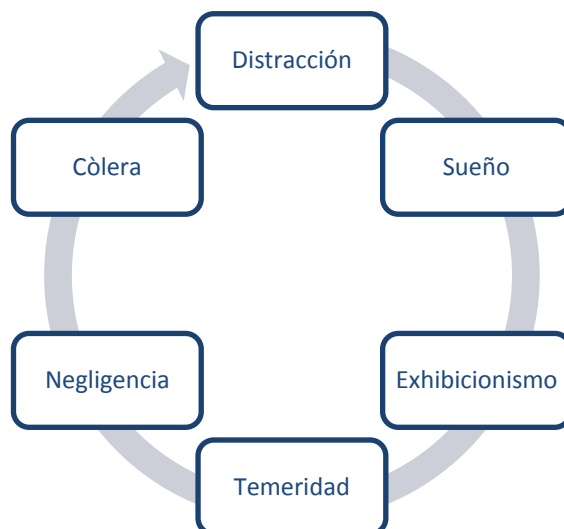 Distracción
Sueño
Exhibicionismo
Temeridad
Negligencia
Còlera